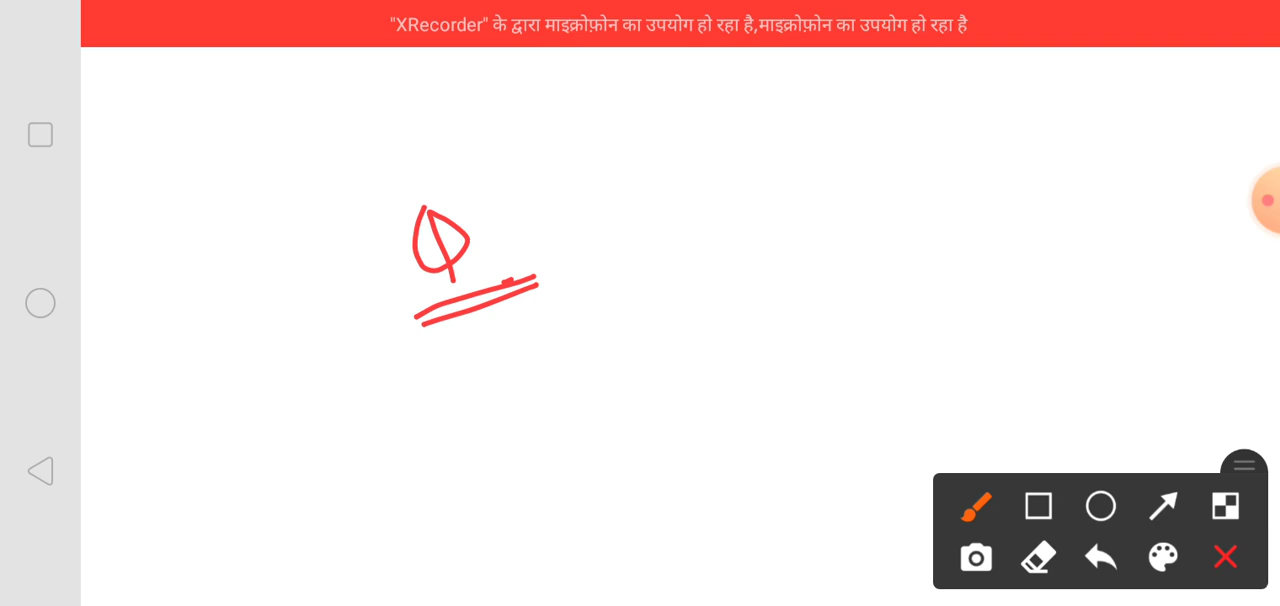 "XRecorder" के द्वारा माइक्रोफ़ोन का उपयोग हो रहा है,माइक्रोफ़ोन का उपयोग हो रहा है